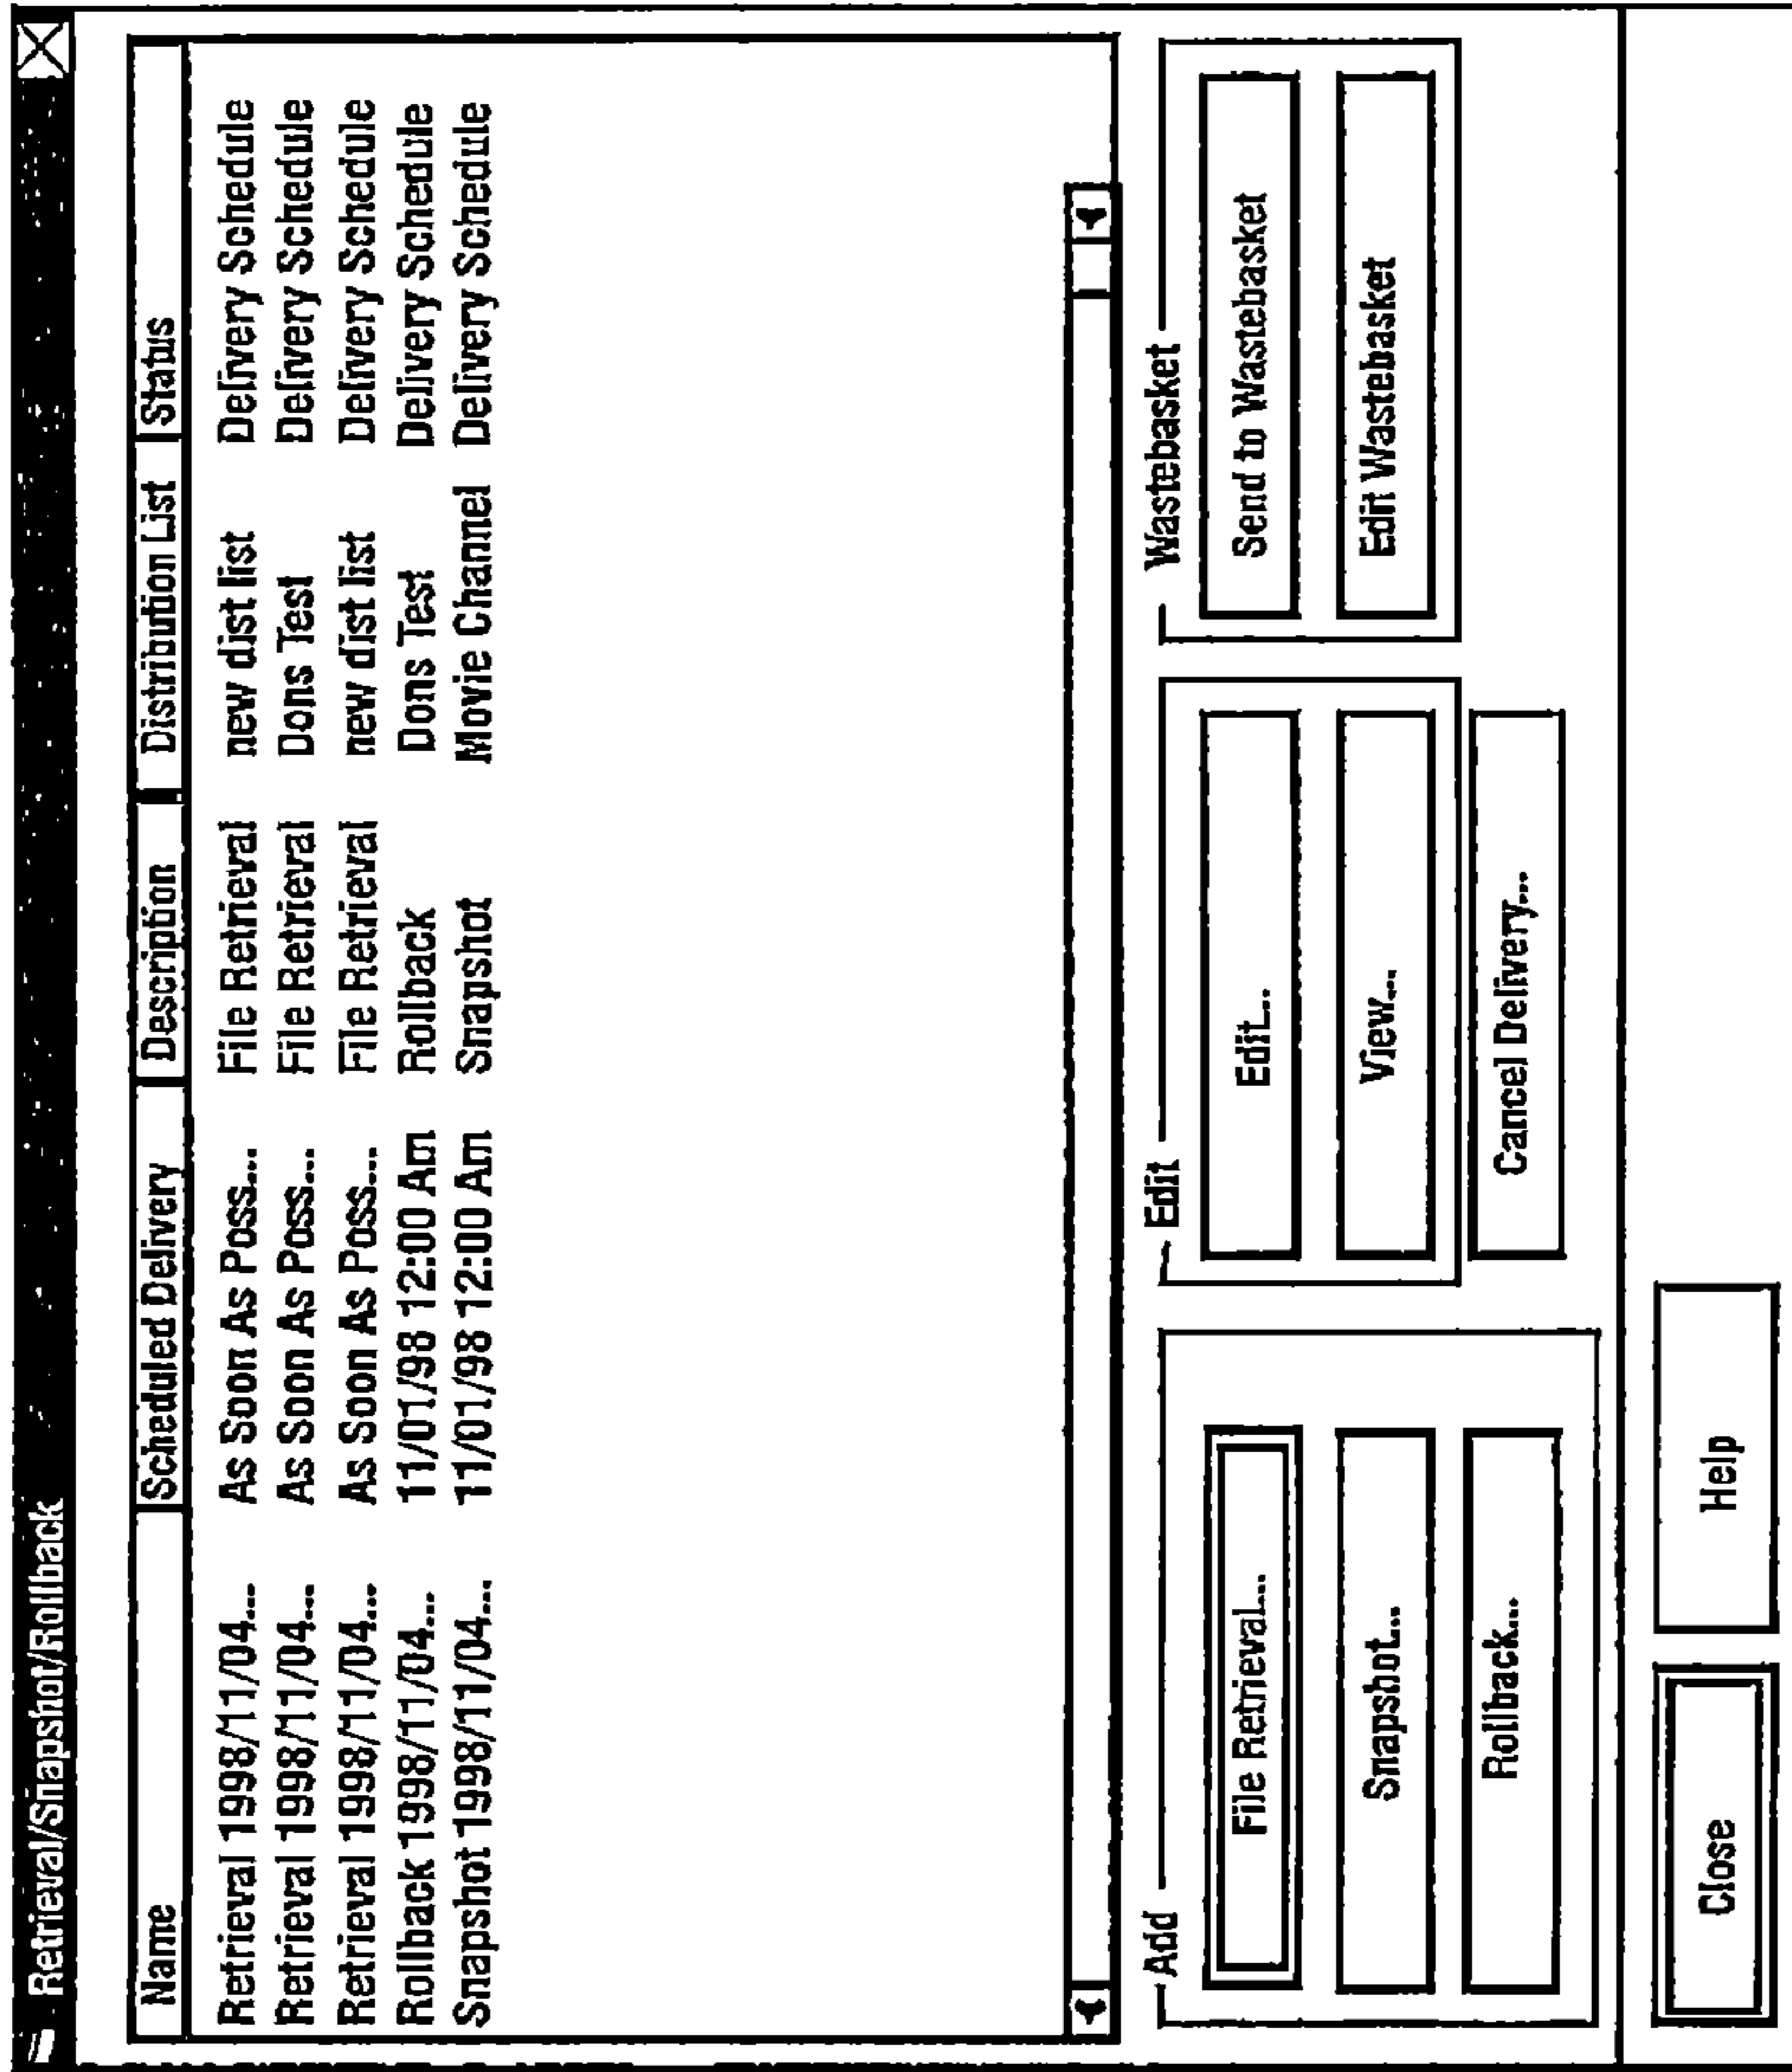 Retrieval/Snapshot/Rollback
Name Scheduled Delivery Description Distribution List Status
Retrieval 1998/11/04... As Soon As Poss... File Retrieval new dist list Delivery Schedule
Retrieval 1998/11/04... As Soon As Poss... File Retrieval Dons Test Delivery Schedule
Retrieval 1998/11/04... As Soon As Poss... File Retrieval new dist list Delivery Schedule
Rollback 1998/11/04... 11/01/98 12:00 Am Rollback Dons Test Delivery Schedule
Snapshot 1998/11/04... 11/01/98 12:00 Am Snapshot Movie Channel Delivery Schedule
Add Edit Wastebasket
File Retrieval... Edit... Send to Wastebasket
Snapshot... View... Edit Wastebasket
Rollback... Cancel Delivery...
Close Help